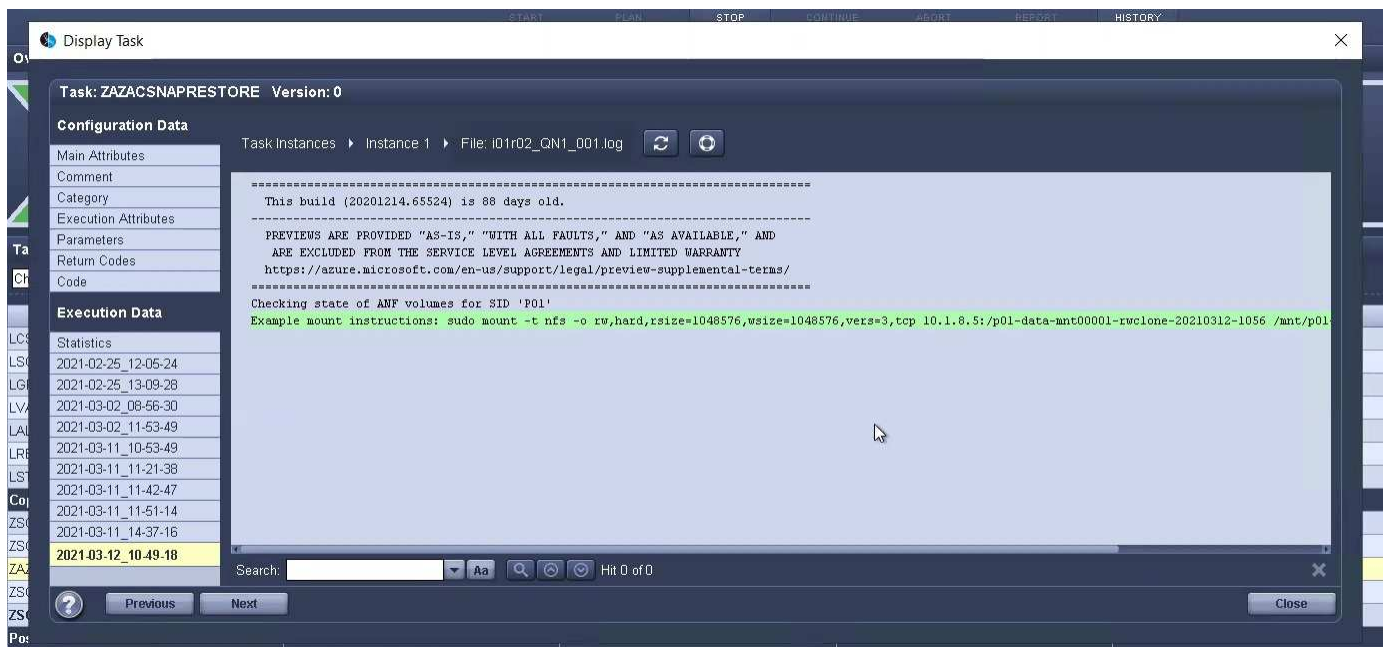 START PLAN STOP CONTINUE ABORT REPORT HISTORY
Display Task
Task: ZAZACSNAPRESTORE Version: 0
Configuration Data
Main Attributes
Comment
Category
Execution Attributes
Parameters
Return Codes
Code
Execution Data
Statistics
2021-02-25_12-05-24
2021-02-25_13-09-28
2021-03-02_08-56-30
2021-03-02_11-53-49
2021-03-11_10-53-49
2021-03-11_11-21-38
2021-03-11_11-42-47
2021-03-11_11-51-14
2021-03-11_14-37-16
2021-03-12_10-49-18
Task Instances Instance 1 File: i01r02_QN1_001.log
================================================================================
This build (20201214.65524) is 88 days old.
--------------------------------------------------------------------------------
PREVIEWS ARE PROVIDED "AS-IS," "WITH ALL FAULTS," AND "AS AVAILABLE," AND
ARE EXCLUDED FROM THE SERVICE LEVEL AGREEMENTS AND LIMITED WARRANTY
https://azure.microsoft.com/en-us/support/legal/preview-supplemental-terms/
================================================================================
Checking state of ANF volumes for SID 'P01'
Example mount instructions: sudo mount -t nfs -o rw,hard,rsize=1048576,wsize=1048576,vers=3,tcp 10.1.8.5:/p01-data-mnt00001-rwclone-20210312-1056 /mnt/p01-
Search: Aa Hit 0 of 0
? Previous Next Close